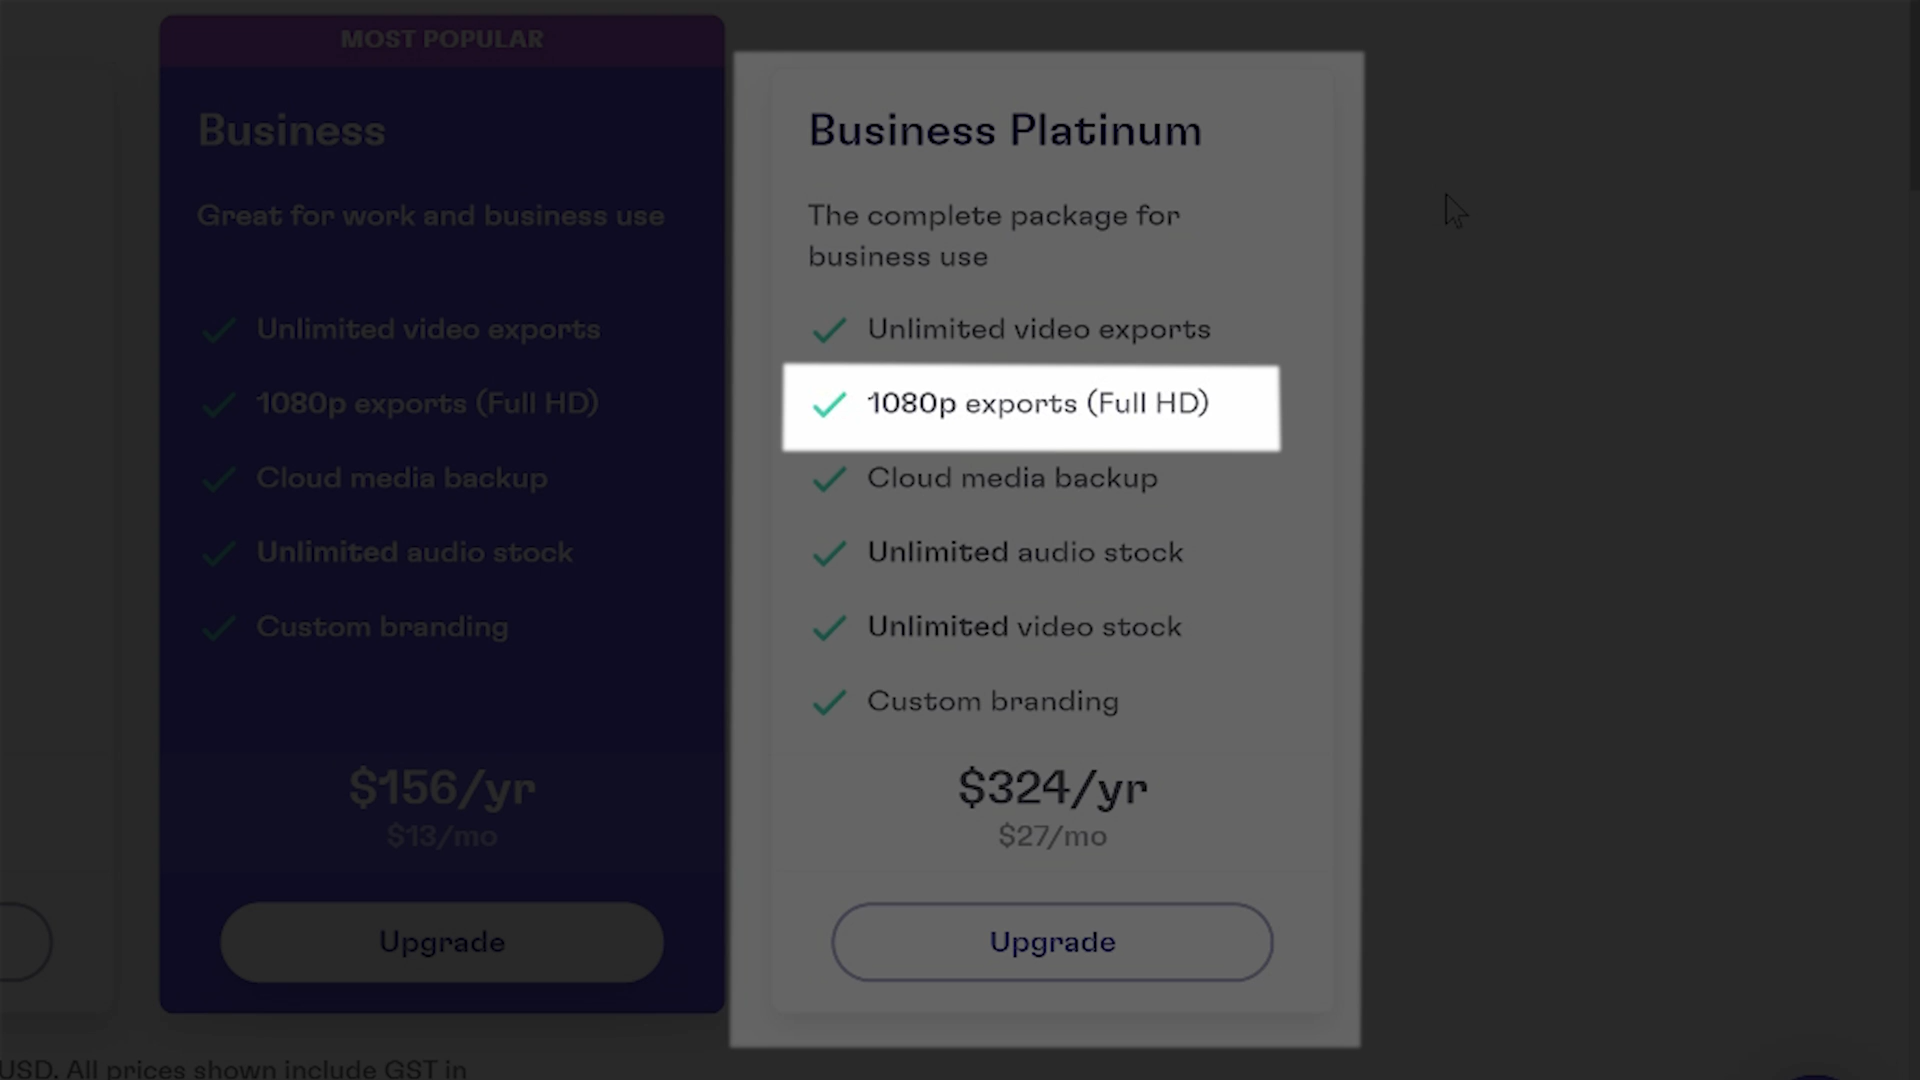 MOST POPULAR
Business
Great for work and business use
Unlimited video exports
1080p exports (Full HD)
Cloud media backup
Unlimited audio stock
Custom branding
$156/yr
$13/mo
Upgrade
Business Platinum
The complete package for
business use
Unlimited video exports
1080p exports (Full HD)
Cloud media backup
Unlimited audio stock
Unlimited video stock
Custom branding
$324/yr
$27/mo
Upgrade
USD. All prices shown include GST in